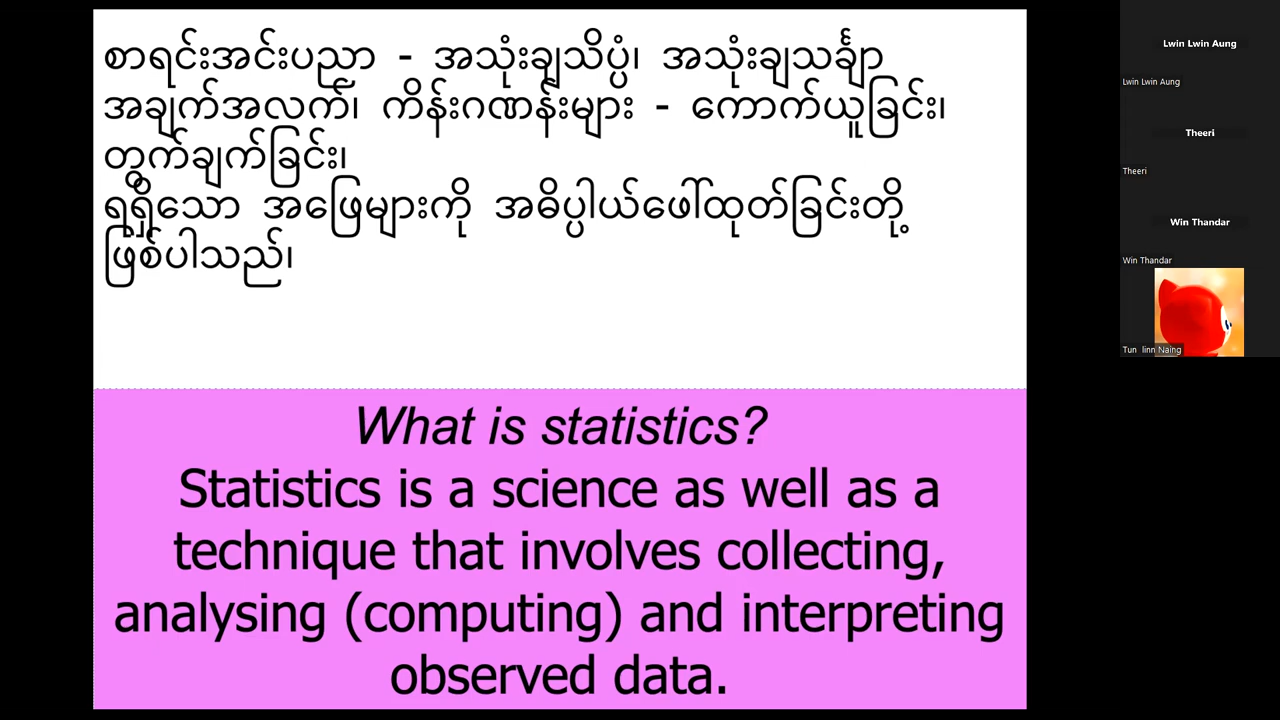 စာရင်းအင်းပညာ - အသုံးချသိပ္ပံ၊ အသုံးချသင်္ချာ
အချက်အလက်၊ ကိန်းဂဏန်းများ - ကောက်ယူခြင်း၊
တွက်ချက်ခြင်း၊
ရရှိသော အဖြေများကို အဓိပ္ပါယ်ဖေါ်ထုတ်ခြင်းတို့
ဖြစ်ပါသည်၊
What is statistics?
Statistics is a science as well as a
technique that involves collecting,
analysing (computing) and interpreting
observed data.
Lwin Lwin Aung
Lwin Lwin Aung
Theeri
Theeri
Win Thandar
Win Thandar
Tun linn Naing